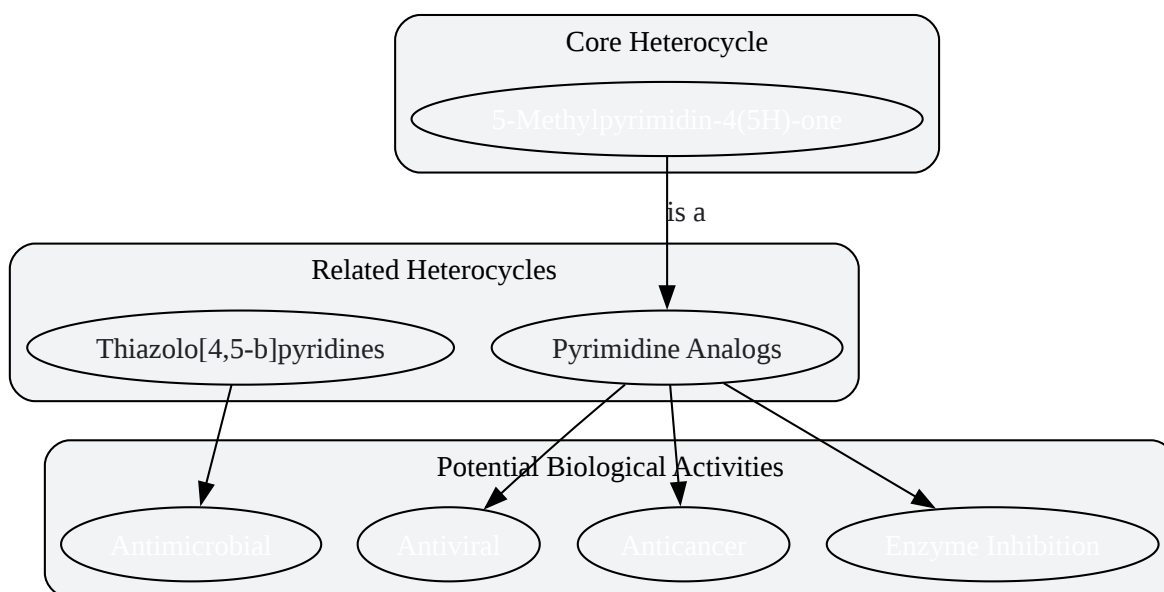 Core Heterocycle
5-Methylpyrimidin-4(5H)-one
is a
Related Heterocycles
Thiazolo[4,5-b]pyridines
Pyrimidine Analogs
Potential Biological Activities
Antimicrobial
Antiviral
Anticancer
Enzyme Inhibition